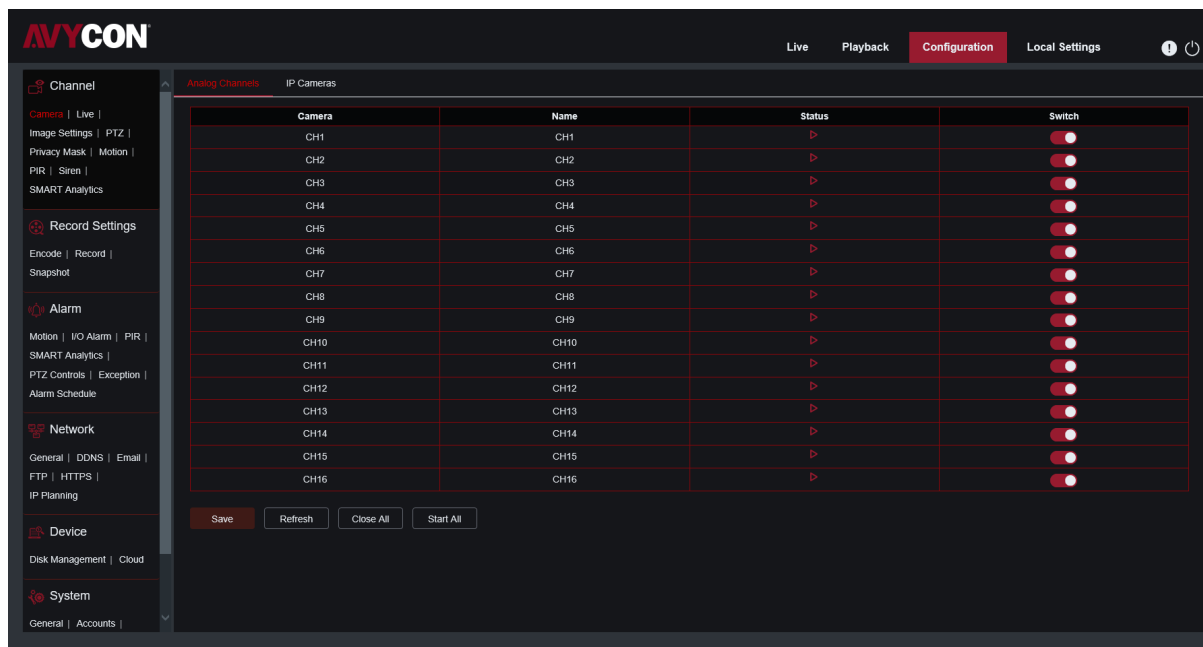 AVYCON
Live Playback Configuration Local Settings
Channel
Camera | Live |
Image Settings | PTZ |
Privacy Mask | Motion |
PIR | Siren |
SMART Analytics
Record Settings
Encode | Record |
Snapshot
Alarm
Motion | I/O Alarm | PIR |
SMART Analytics |
PTZ Controls | Exception |
Alarm Schedule
Network
General | DDNS | Email |
FTP | HTTPS |
IP Planning
Device
Disk Management | Cloud
System
General | Accounts |
Analog Channels IP Cameras
Camera Name Status Switch
CH1 CH1
CH2 CH2
CH3 CH3
CH4 CH4
CH5 CH5
CH6 CH6
CH7 CH7
CH8 CH8
CH9 CH9
CH10 CH10
CH11 CH11
CH12 CH12
CH13 CH13
CH14 CH14
CH15 CH15
CH16 CH16
Save Refresh Close All Start All